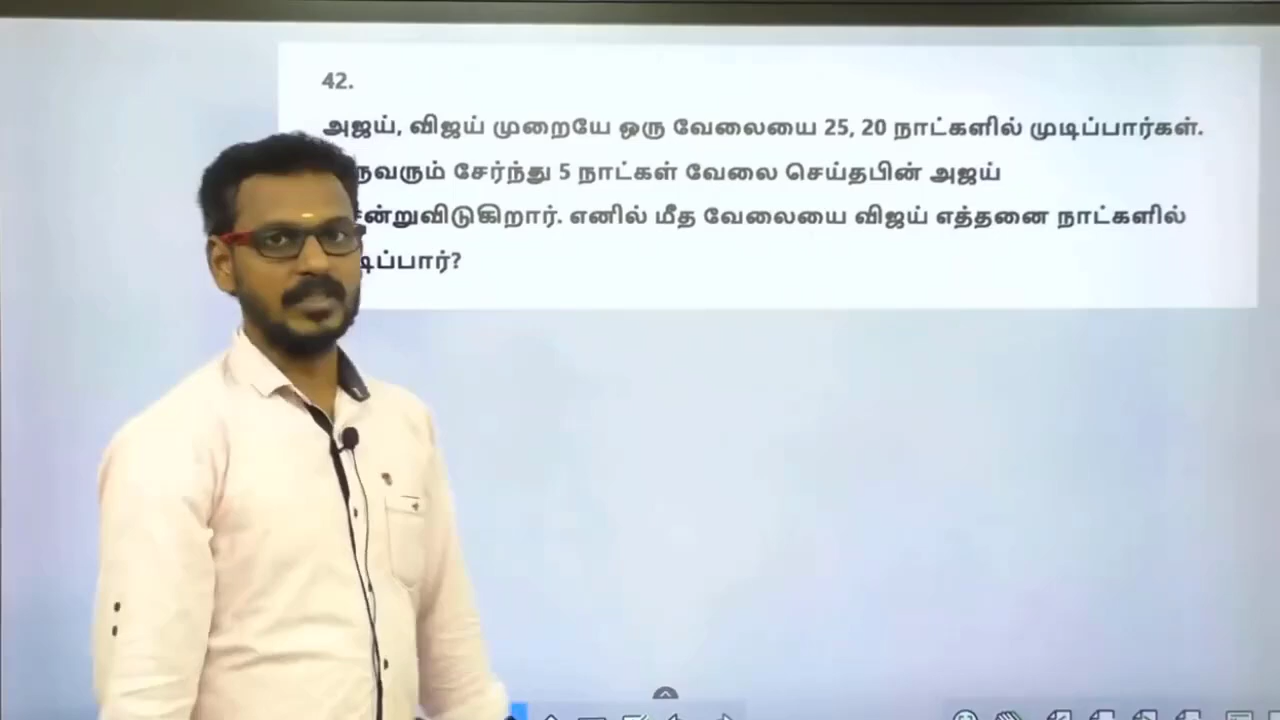 42.
அஜய், விஜய் முறையே ஒரு வேலையை 25, 20 நாட்களில் முடிப்பார்கள்.
சேர்ந்து 5 நாட்கள் வேலை செய்தபின் அஜய்
எனில் மீத வேலையை விஜய் எத்தனை நாட்களில்